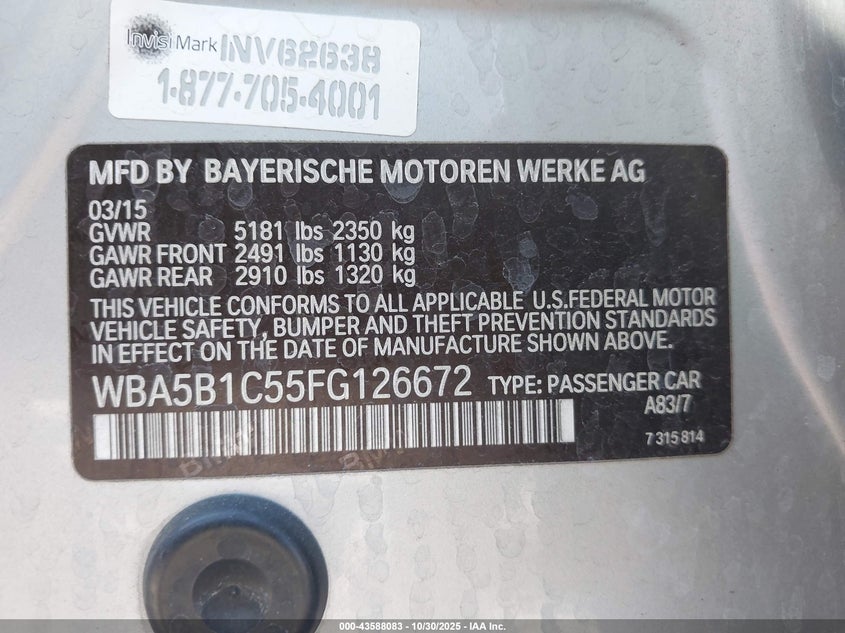 InvisiMark INV62638
1-877-705-4001
MFD BY BAYERISCHE MOTOREN WERKE AG
03/15
GVWR 5181 lbs 2350 kg
GAWR FRONT 2491 lbs 1130 kg
GAWR REAR 2910 lbs 1320 kg
THIS VEHICLE CONFORMS TO ALL APPLICABLE U.S.FEDERAL MOTOR
VEHICLE SAFETY, BUMPER AND THEFT PREVENTION STANDARDS
IN EFFECT ON THE DATE OF MANUFACTURE SHOWN ABOVE.
WBA5B1C55FG126672 TYPE: PASSENGER CAR
A83/7
7 315 814
000-43588083 - 10/30/2025 - IAA Inc.